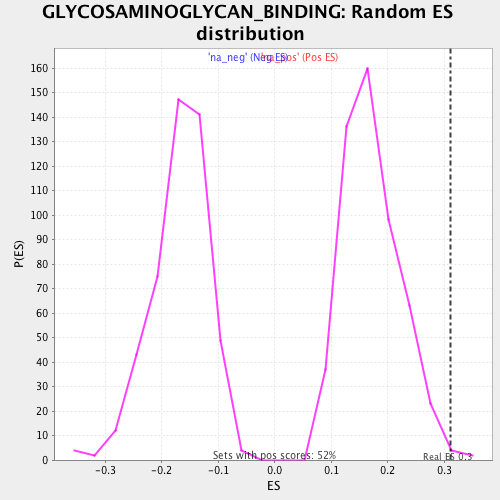 GLYCOSAMINOGLYCAN_BINDING: Random ES
distribution
'na_neg' (Neg ES) 'na_pos' (Pos ES)
160
150
140
130
120
110
100
90
80
70
60
50
40
30
20
10
0
P(ES)
Sets with pos scores: 52%
Real ES 0.3
-0.3 -0.2 -0.1 0.0 0.1 0.2 0.3
ES